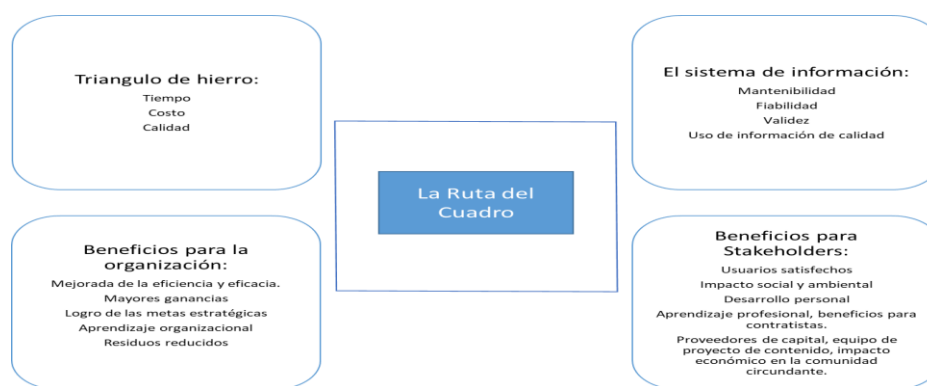 Triangulo de hierro:
Tiempo
Costo
Calidad
El sistema de información:
Mantenibilidad
Fiabilidad
Validez
Uso de información de calidad
La Ruta del
Cuadro
Beneficios para la
organización:
Mejorada de la eficiencia y eficacia.
Mayores ganancias
Logro de las metas estratégicas
Aprendizaje organizacional
Residuos reducidos
Beneficios para
Stakeholders:
Usuarios satisfechos
Impacto social y ambiental
Desarrollo personal
Aprendizaje profesional, beneficios para
contratistas.
Proveedores de capital, equipo de
proyecto de contenido, impacto
económico en la comunidad
circundante.